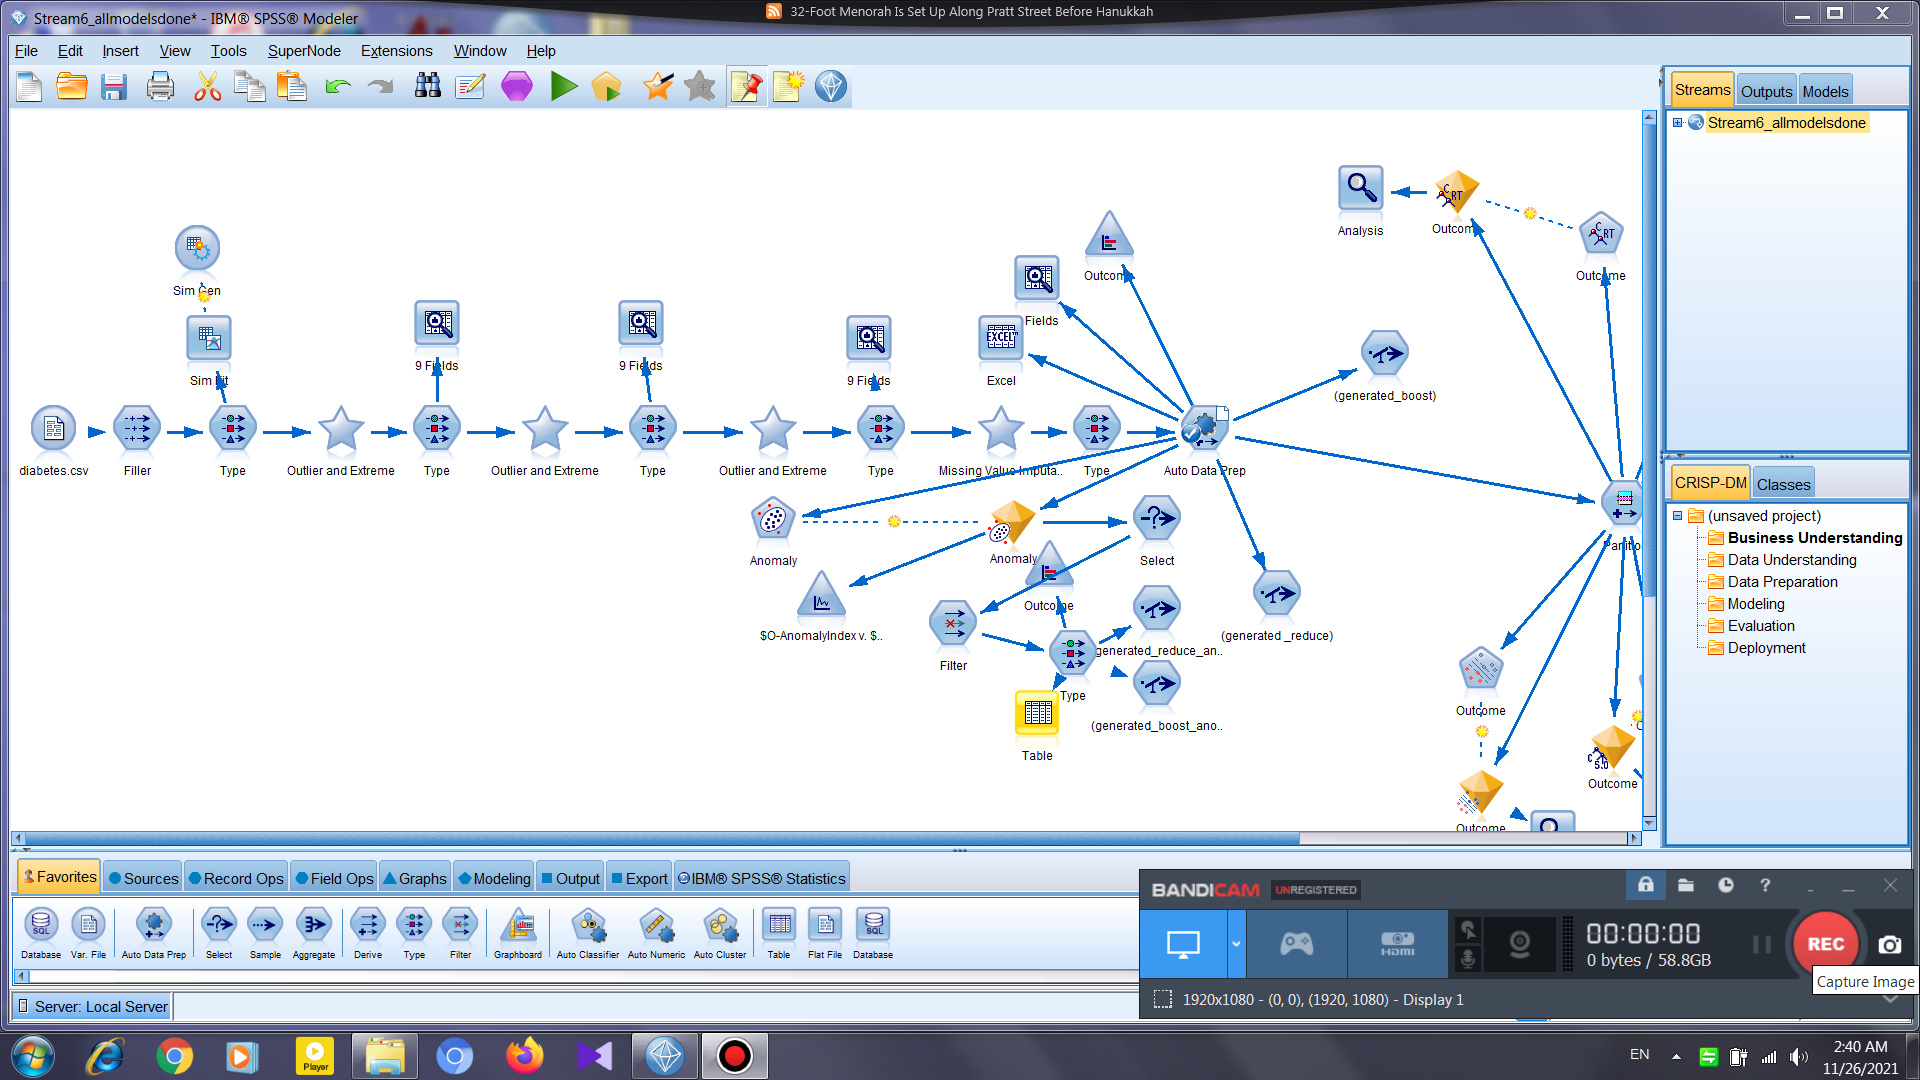 Stream6_allmodelsdone* - IBM® SPSS® Modeler
32-Foot Menorah Is Set Up Along Pratt Street Before Hanukkah
File Edit Insert View Tools SuperNode Extensions Window Help
Streams Outputs Models
Stream6_allmodelsdone
Analysis
Outcome
Outcome
Outcome
Fields
Sim Gen
Sim Fit
9 Fields
9 Fields
9 Fields
Excel
(generated_boost)
diabetes.csv
Filler
Type
Outlier and Extreme
Type
Outlier and Extreme
Type
Outlier and Extreme
Type
Missing Value Imputa..
Type
Auto Data Prep
Partition
Anomaly
Anomaly
Select
Outcome
$O-AnomalyIndex v. $..
Filter
generated_reduce_an..
(generated _reduce)
Type
(generated_boost_ano..
Table
Outcome
Outcome
C 5.0
Outcome
CRISP-DM Classes
(unsaved project)
Business Understanding
Data Understanding
Data Preparation
Modeling
Evaluation
Deployment
Favorites Sources Record Ops Field Ops Graphs Modeling Output Export IBM® SPSS® Statistics
Database Var. File Auto Data Prep Select Sample Aggregate Derive Type Filter Graphboard Auto Classifier Auto Numeric Auto Cluster Table Flat File Database
Server: Local Server
BANDICAM UNREGISTERED
HDMI
00:00:00
0 bytes / 58.8GB
REC
Capture Image
1920x1080 - (0, 0), (1920, 1080) - Display 1
Player
EN
2:40 AM
11/26/2021